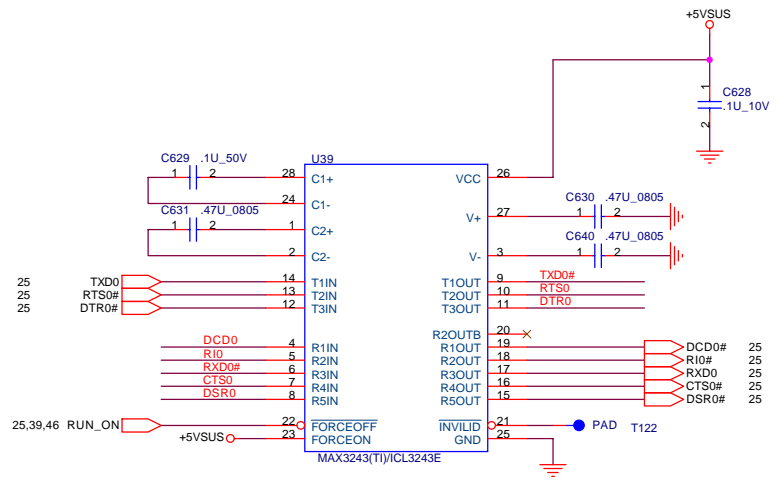 +5VSUS
1
C628
.1U_10V
2
C629 .1U_50V
U39
1 2 28 C1+ VCC 26
24 C1-
C630 .47U_0805
C631 .47U_0805
V+ 27 1 2
1 2 1 C2+
C640 .47U_0805
2 C2- V- 3 1 2
25 TXD0 14 T1IN T1OUT 9 TXD0#
25 RTS0# 13 T2IN T2OUT 10 RTS0
25 DTR0# 12 T3IN T3OUT 11 DTR0
R2OUTB 20
DCD0 4 R1IN R1OUT 19 DCD0# 25
RI0 5 R2IN R2OUT 18 RI0# 25
RXD0# 6 R3IN R3OUT 17 RXD0 25
CTS0 7 R4IN R4OUT 16 CTS0# 25
DSR0 8 R5IN R5OUT 15 DSR0# 25
25,39,46 RUN_ON 22 FORCEOFF INVILID 21 PAD T122
+5VSUS 23 FORCEON GND 25
MAX3243(TI)/ICL3243E